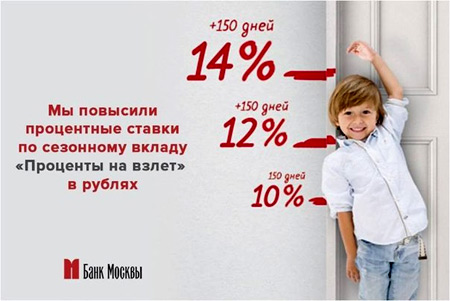 +150 дней
14%
+150 дней
12%
150 дней
10%
Мы повысили
процентные ставки
по сезонному вкладу
«Проценты на взлет»
в рублях
Банк Москвы